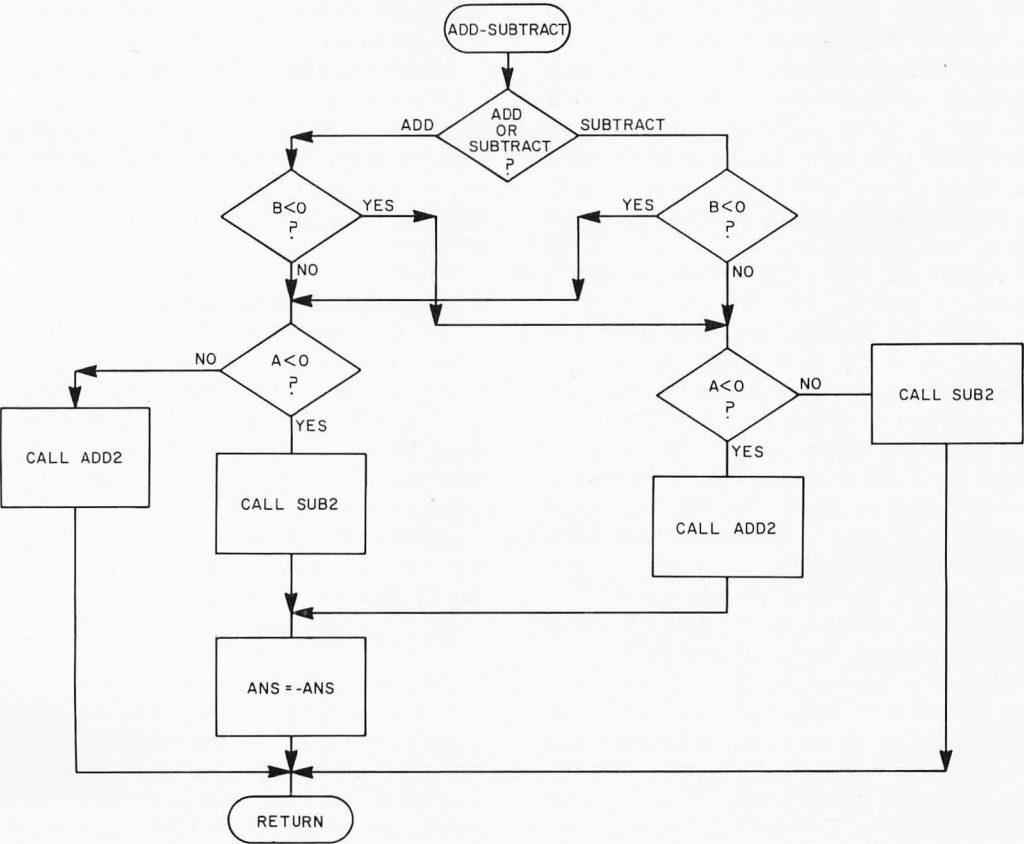 ADD-SUBTRACT
ADD
OR
SUBTRACT
?
ADD
SUBTRACT
B<0
?
YES
NO
YES
B<0
?
NO
A<0
?
NO
YES
A<0
?
NO
YES
CALL SUB2
CALL ADD2
CALL SUB2
CALL ADD2
ANS=-ANS
RETURN